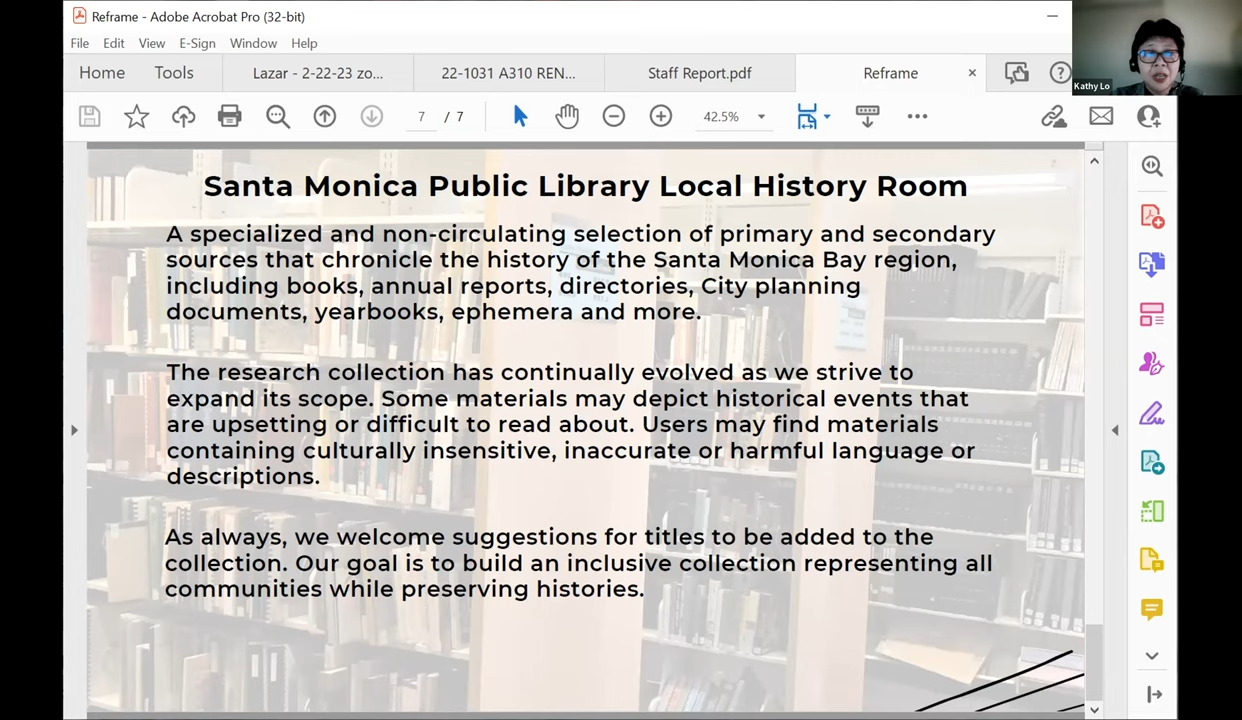 Reframe - Adobe Acrobat Pro (32-bit)
File Edit View E-Sign Window Help
Home Tools Lazar - 2-22-23 zo... 22-1031 A310 REN... Staff Report.pdf Reframe
7 / 7 42.5%
Kathy Lo
Santa Monica Public Library Local History Room
A specialized and non-circulating selection of primary and secondary
sources that chronicle the history of the Santa Monica Bay region,
including books, annual reports, directories, City planning
documents, yearbooks, ephemera and more.
The research collection has continually evolved as we strive to
expand its scope. Some materials may depict historical events that
are upsetting or difficult to read about. Users may find materials
containing culturally insensitive, inaccurate or harmful language or
descriptions.
As always, we welcome suggestions for titles to be added to the
collection. Our goal is to build an inclusive collection representing all
communities while preserving histories.